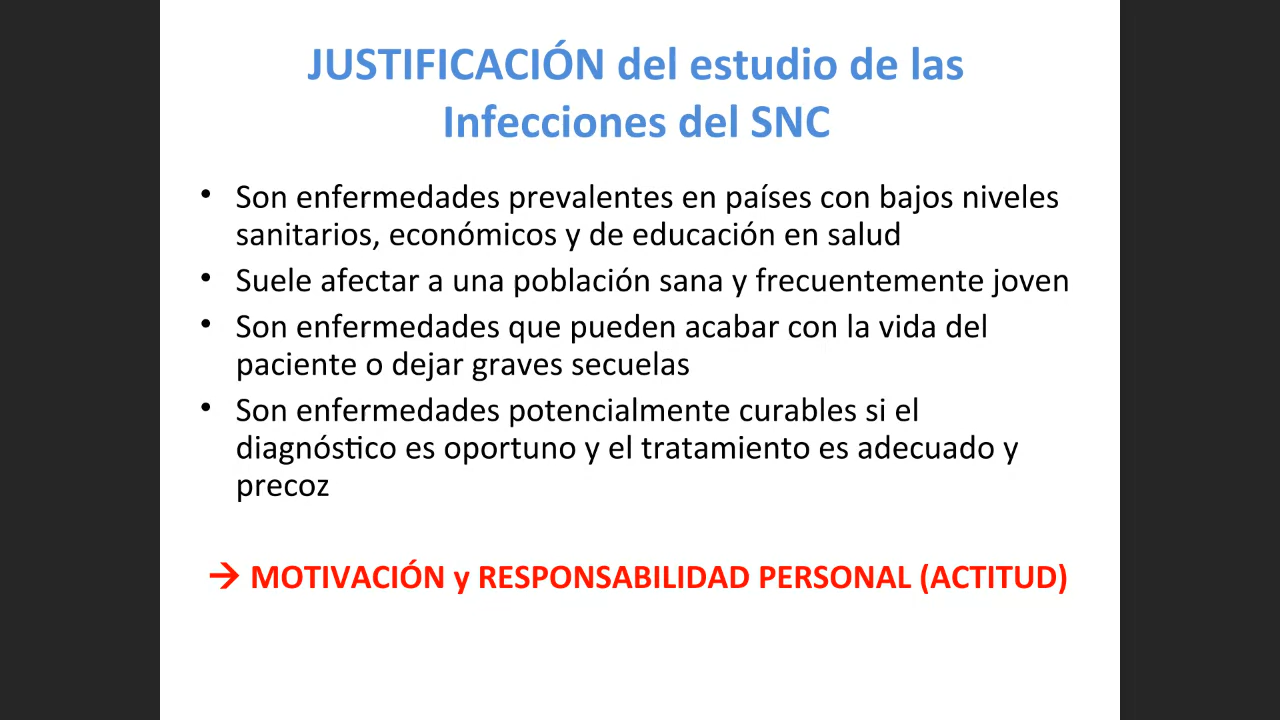 JUSTIFICACIÓN del estudio de las
Infecciones del SNC
• Son enfermedades prevalentes en países con bajos niveles
sanitarios, económicos y de educación en salud
• Suele afectar a una población sana y frecuentemente joven
• Son enfermedades que pueden acabar con la vida del
paciente o dejar graves secuelas
• Son enfermedades potencialmente curables si el
diagnóstico es oportuno y el tratamiento es adecuado y
precoz
→ MOTIVACIÓN y RESPONSABILIDAD PERSONAL (ACTITUD)